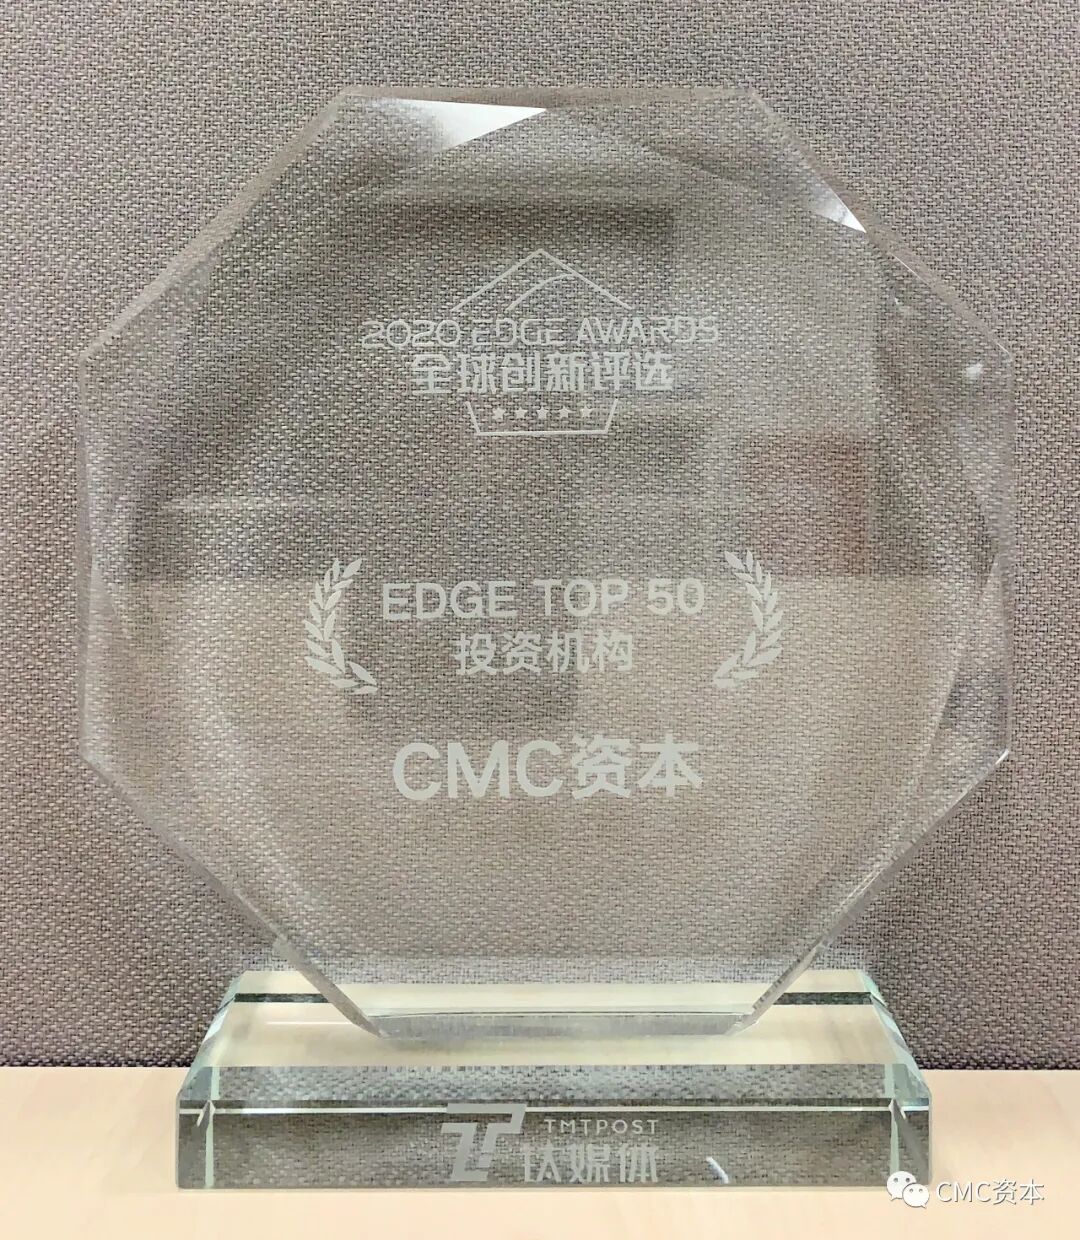 2020 EDGE AWARDS
全球创新评选
EDGE TOP 50
投资机构
CMC资本
TMTPOST
钛媒体
CMC资本